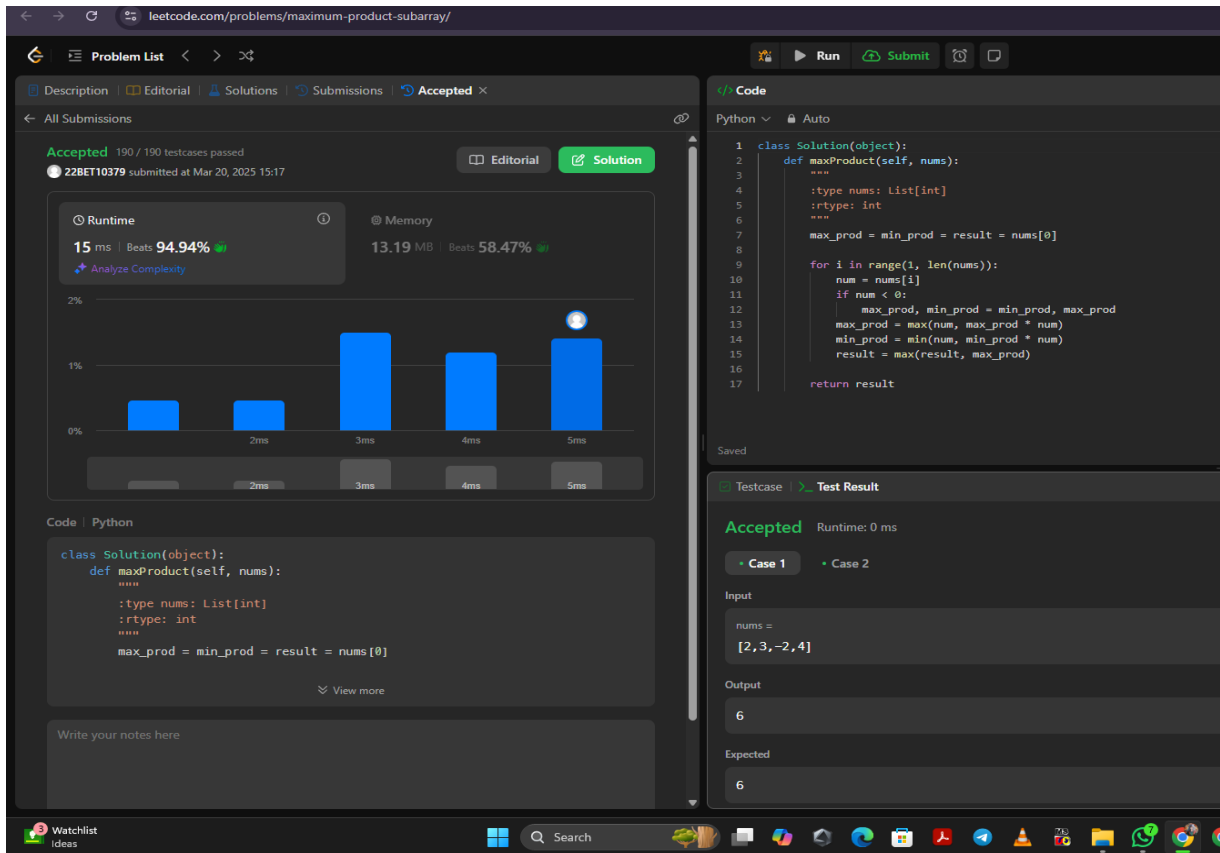 leetcode.com/problems/maximum-product-subarray/
Problem List
Run
Submit
Description
Editorial
Solutions
Submissions
Accepted
All Submissions
Accepted 190 / 190 testcases passed
22BET10379 submitted at Mar 20, 2025 15:17
Editorial
Solution
Runtime
15 ms | Beats 94.94%
Analyze Complexity
Memory
13.19 MB | Beats 58.47%
2%
1%
0%
2ms
3ms
4ms
5ms
2ms
3ms
4ms
5ms
Code | Python
class Solution(object):
def maxProduct(self, nums):
"""
:type nums: List[int]
:rtype: int
"""
max_prod = min_prod = result = nums[0]
View more
Write your notes here
</> Code
Python
Auto
1 class Solution(object):
2 def maxProduct(self, nums):
3 """
4 :type nums: List[int]
5 :rtype: int
6 """
7 max_prod = min_prod = result = nums[0]
8
9 for i in range(1, len(nums)):
10 num = nums[i]
11 if num < 0:
12 max_prod, min_prod = min_prod, max_prod
13 max_prod = max(num, max_prod * num)
14 min_prod = min(num, min_prod * num)
15 result = max(result, max_prod)
16
17 return result
Saved
Testcase
>_ Test Result
Accepted Runtime: 0 ms
• Case 1
• Case 2
Input
nums =
[2,3,-2,4]
Output
6
Expected
6
3
Watchlist
Ideas
Search
7